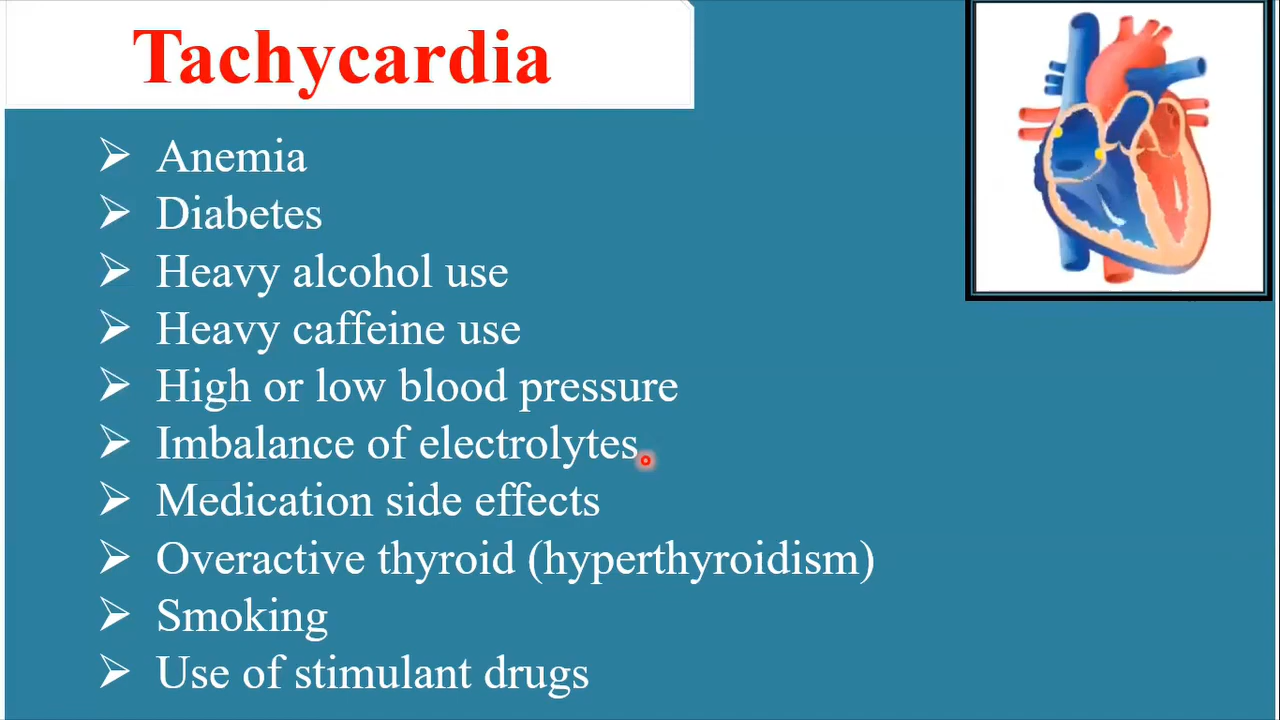 Tachycardia
Anemia
Diabetes
Heavy alcohol use
Heavy caffeine use
High or low blood pressure
Imbalance of electrolytes
Medication side effects
Overactive thyroid (hyperthyroidism)
Smoking
Use of stimulant drugs